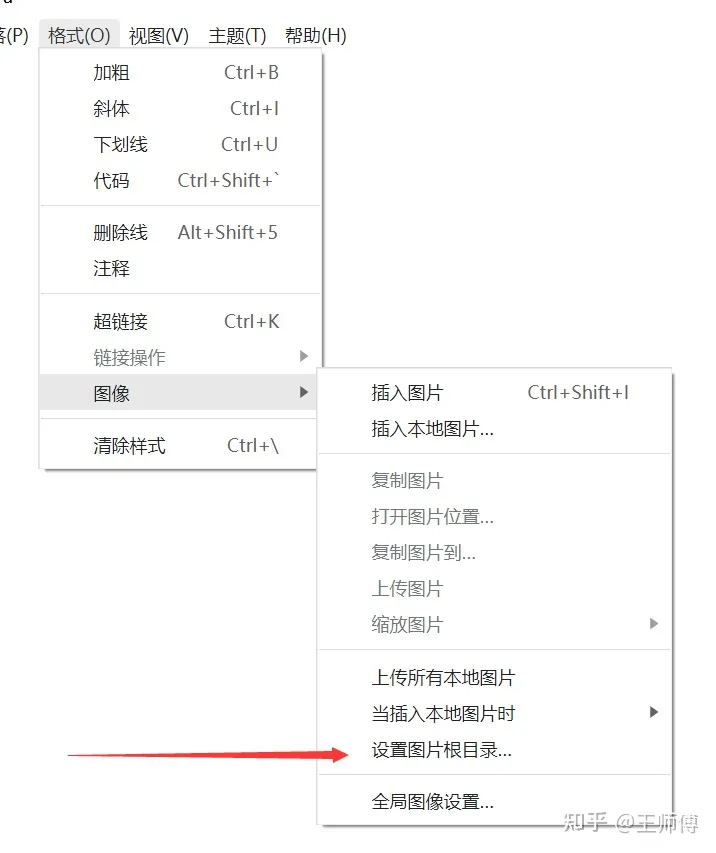 格式(O) 视图(V) 主题(T) 帮助(H)
加粗 Ctrl+B
斜体 Ctrl+I
下划线 Ctrl+U
代码 Ctrl+Shift+`
删除线 Alt+Shift+5
注释
超链接 Ctrl+K
链接操作
图像
清除样式 Ctrl+\
插入图片 Ctrl+Shift+I
插入本地图片...
复制图片
打开图片位置...
复制图片到...
上传图片
缩放图片
上传所有本地图片
当插入本地图片时
设置图片根目录...
全局图像设置...
知乎 @王师傅